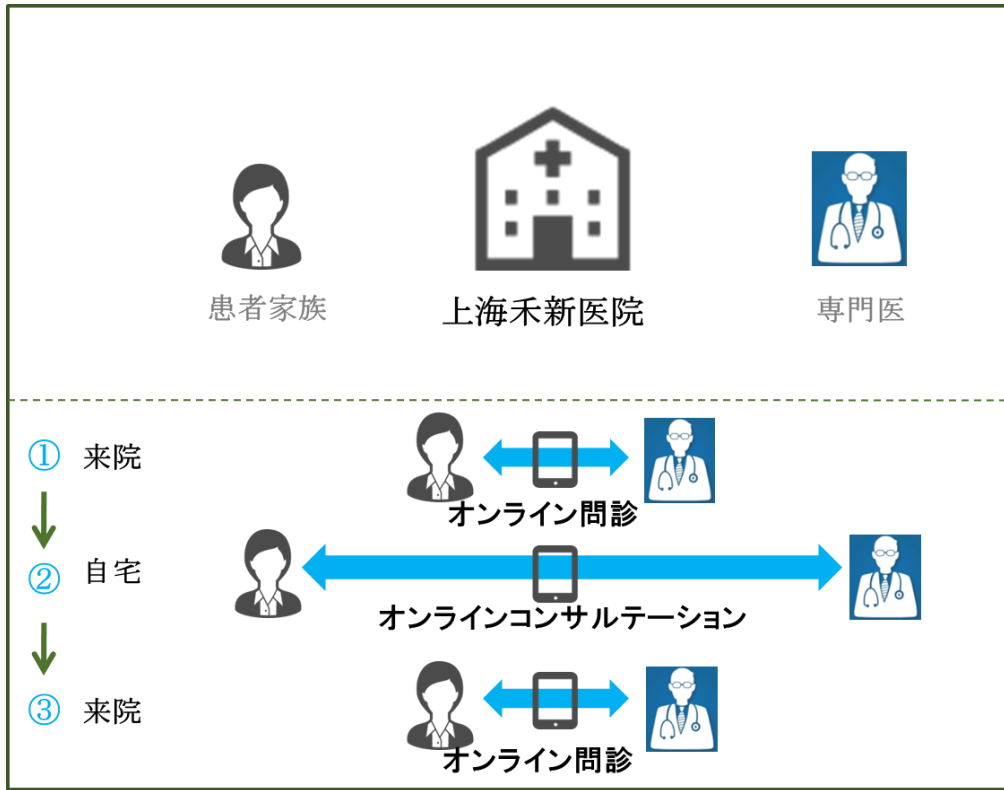 患者家族
上海禾新医院
専門医
① 来院
オンライン問診
② 自宅
オンラインコンサルテーション
③ 来院
オンライン問診